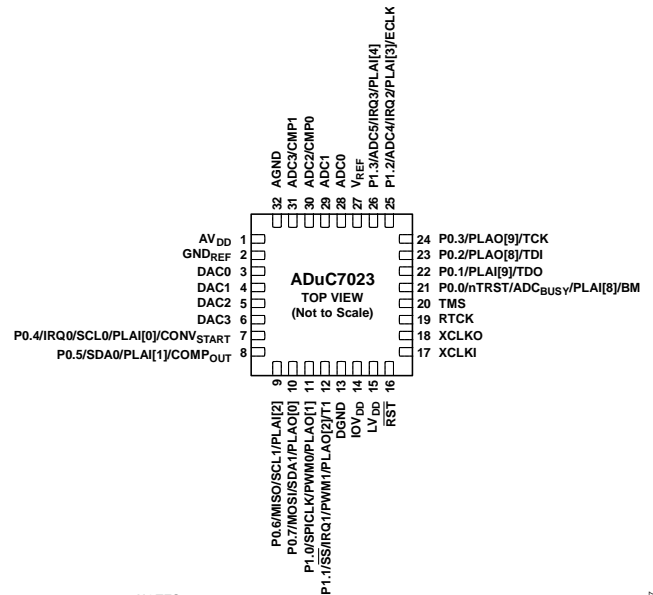 32 AGND
31 ADC3/CMP1
30 ADC2/CMP0
29 ADC1
28 ADC0
27 VREF
26 P1.3/ADC5/IRQ3/PLAI[4]
25 P1.2/ADC4/IRQ2/PLAI[3]/ECLK
AVDD 1
GNDREF 2
DAC0 3
DAC1 4
DAC2 5
DAC3 6
P0.4/IRQ0/SCL0/PLAI[0]/CONVSTART 7
P0.5/SDA0/PLAI[1]/COMPOUT 8
ADuC7023
TOP VIEW
(Not to Scale)
24 P0.3/PLAO[9]/TCK
23 P0.2/PLAO[8]/TDI
22 P0.1/PLAI[9]/TDO
21 P0.0/nTRST/ADCBUSY/PLAI[8]/BM
20 TMS
19 RTCK
18 XCLKO
17 XCLKI
P0.6/MISO/SCL1/PLAI[2] 9
P0.7/MOSI/SDA1/PLAO[0] 10
P1.0/SPICLK/PWM0/PLAO[1] 11
P1.1/SS/IRQ1/PWM1/PLAO[2]/T1 12
DGND 13
IOVDD 14
LVDD 15
RST 16